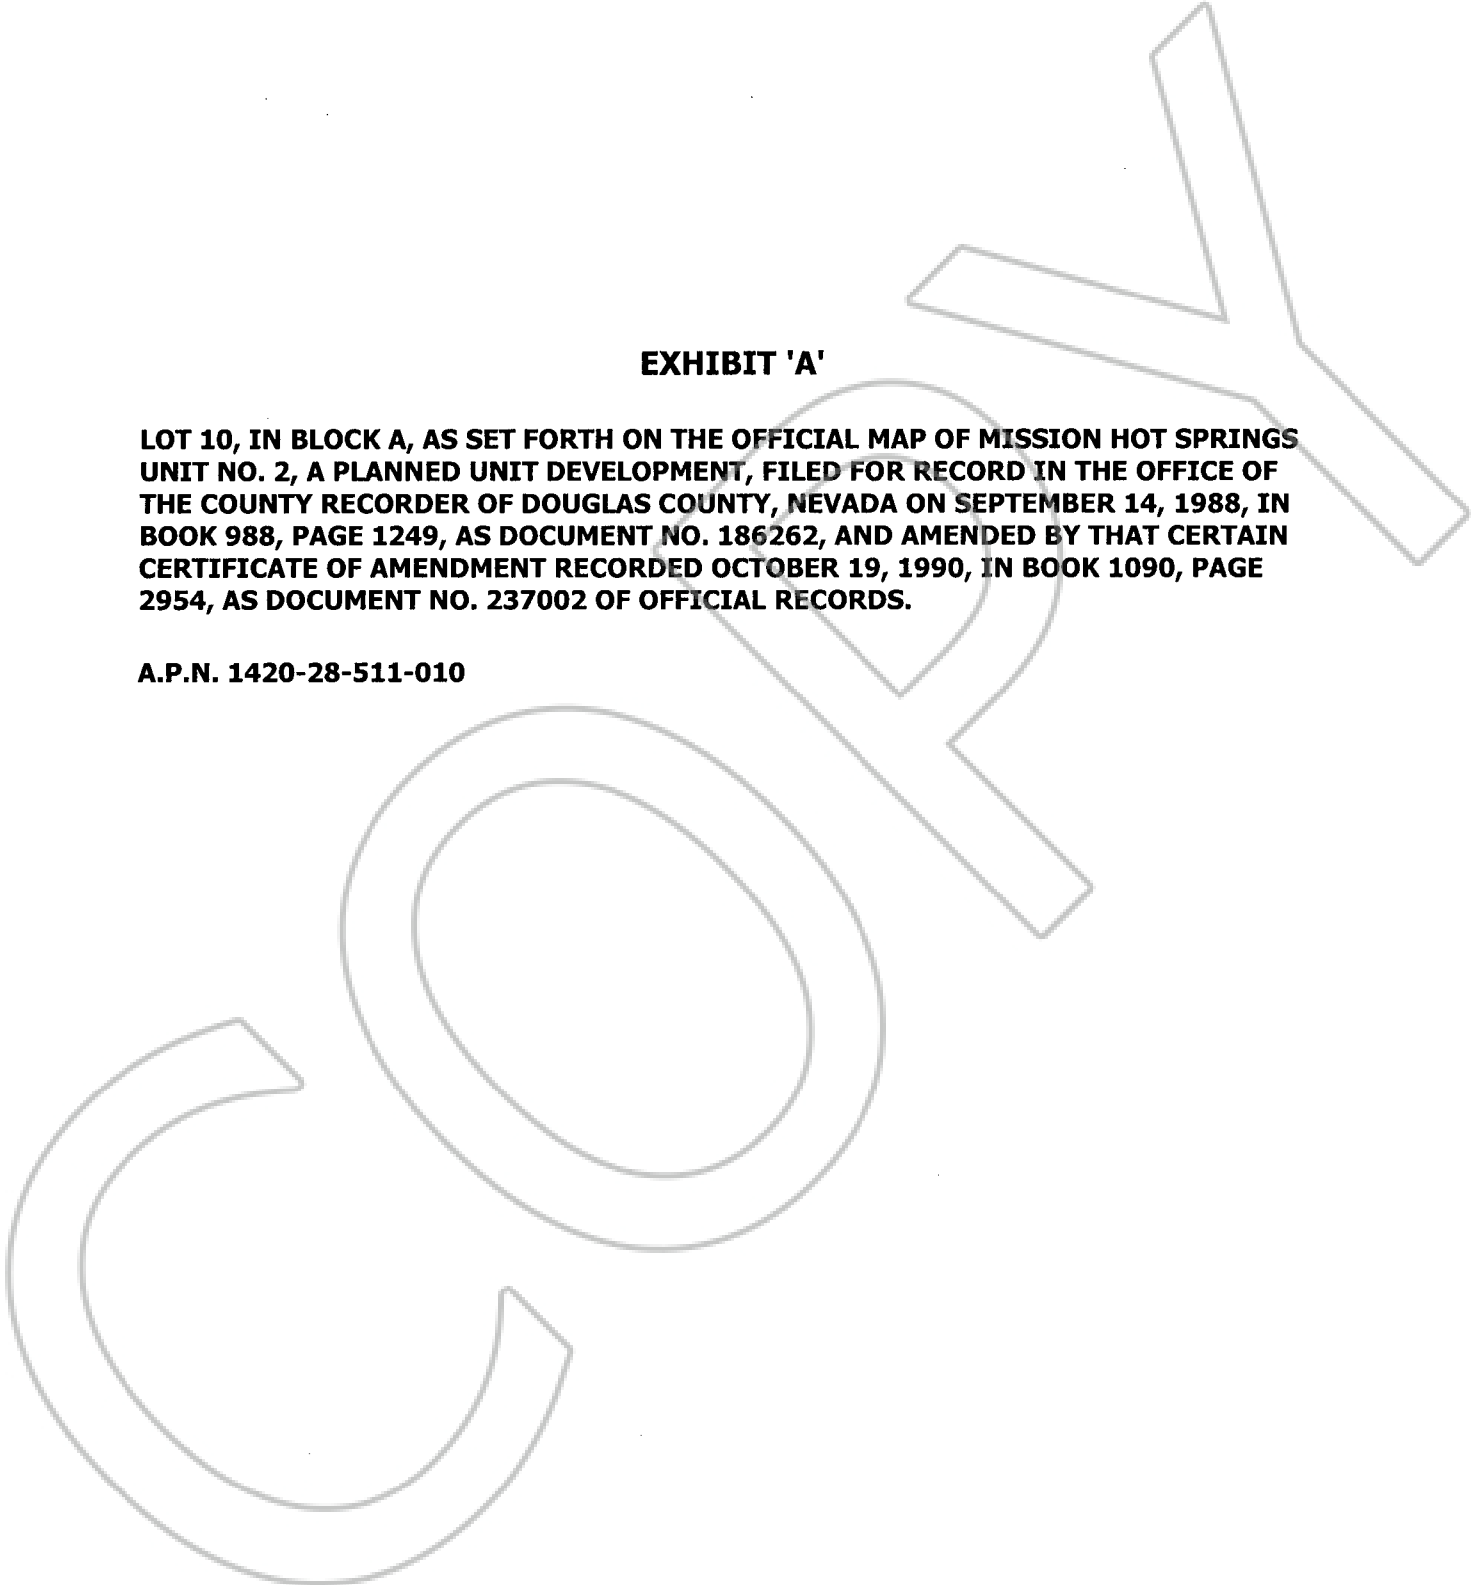 EXHIBIT 'A'
LOT 10, IN BLOCK A, AS SET FORTH ON THE OFFICIAL MAP OF MISSION HOT SPRINGS
UNIT NO. 2, A PLANNED UNIT DEVELOPMENT, FILED FOR RECORD IN THE OFFICE OF
THE COUNTY RECORDER OF DOUGLAS COUNTY, NEVADA ON SEPTEMBER 14, 1988, IN
BOOK 988, PAGE 1249, AS DOCUMENT NO. 186262, AND AMENDED BY THAT CERTAIN
CERTIFICATE OF AMENDMENT RECORDED OCTOBER 19, 1990, IN BOOK 1090, PAGE
2954, AS DOCUMENT NO. 237002 OF OFFICIAL RECORDS.
A.P.N. 1420-28-511-010
COPY